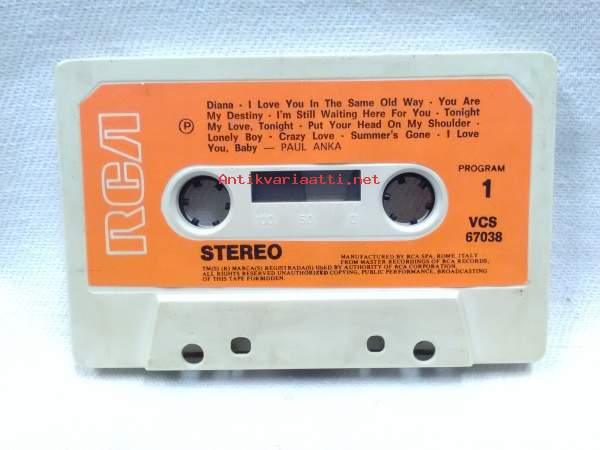 RCA
Diana - I Love You In The Same Old Way - You Are
My Destiny - I'm Still Waiting Here For You - Tonight
My Love, Tonight - Put Your Head On My Shoulder -
Lonely Boy - Crazy Love - Summer's Gone - I Love
You, Baby — PAUL ANKA
Ⓟ
PROGRAM
1
Antikvariaatti.net
100 50 0
STEREO
VCS
67038
MANUFACTURED BY RCA SPA, ROME, ITALY
FROM MASTER RECORDINGS OF RCA RECORDS,
TM(S) (R) MARCA(S) REGISTRADA(S) USED BY AUTHORITY OF RCA CORPORATION.
ALL RIGHTS RESERVED UNAUTHORIZED COPYING, PUBLIC PERFORMANCE, BROADCASTING
OF THIS TAPE FORBIDDEN.